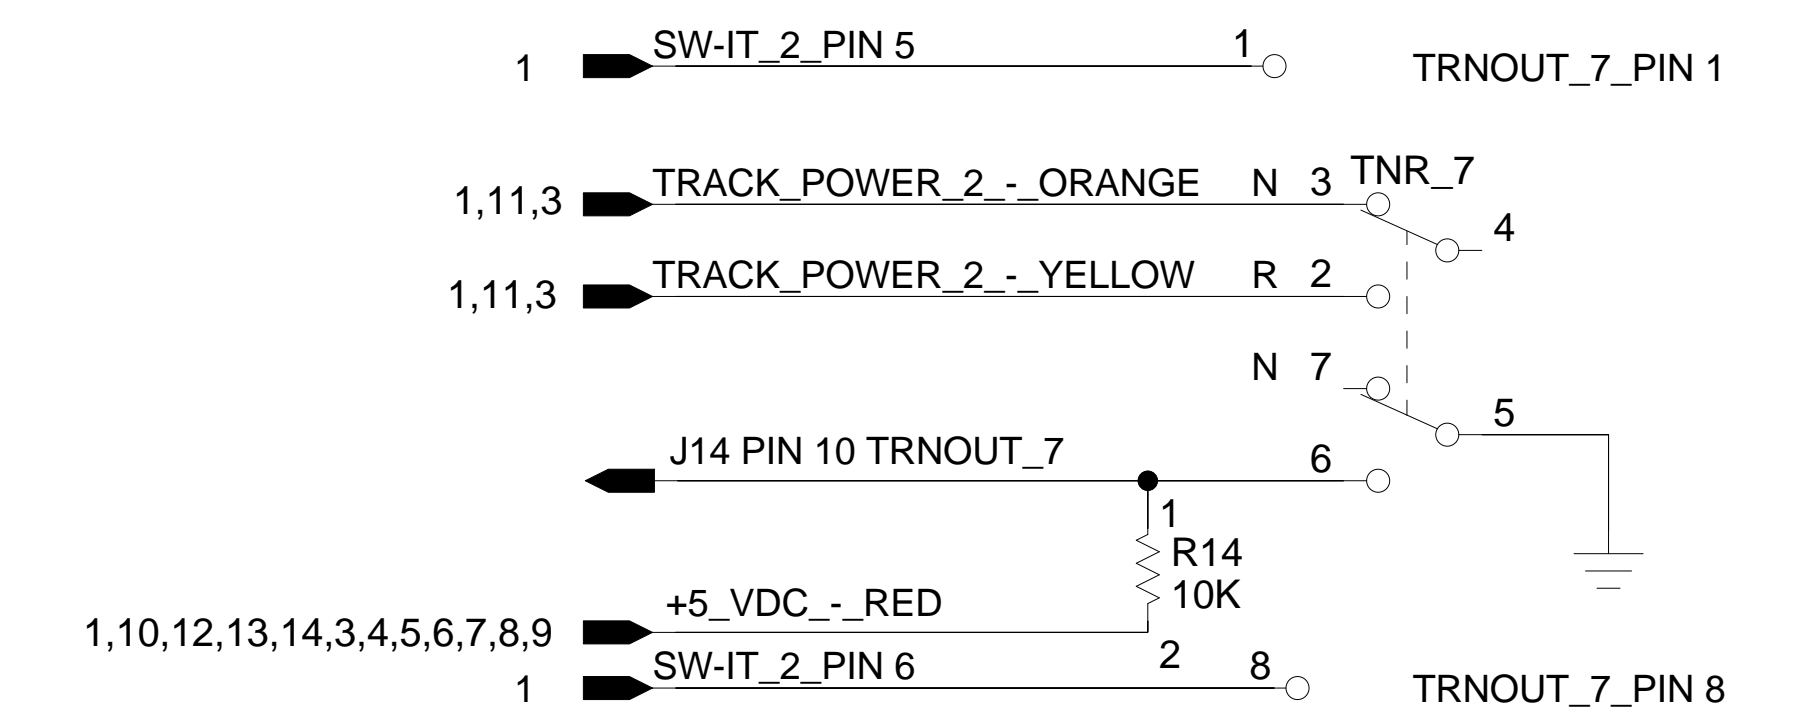 1 SW-IT_2_PIN 5 1 TRNOUT_7_PIN 1
1,11,3 TRACK_POWER_2_-_ORANGE N 3 TNR_7
4
1,11,3 TRACK_POWER_2_-_YELLOW R 2
N 7
5
J14 PIN 10 TRNOUT_7 6
1
R14
10K
1,10,12,13,14,3,4,5,6,7,8,9 +5_VDC_-_RED
2
1 SW-IT_2_PIN 6 8 TRNOUT_7_PIN 8